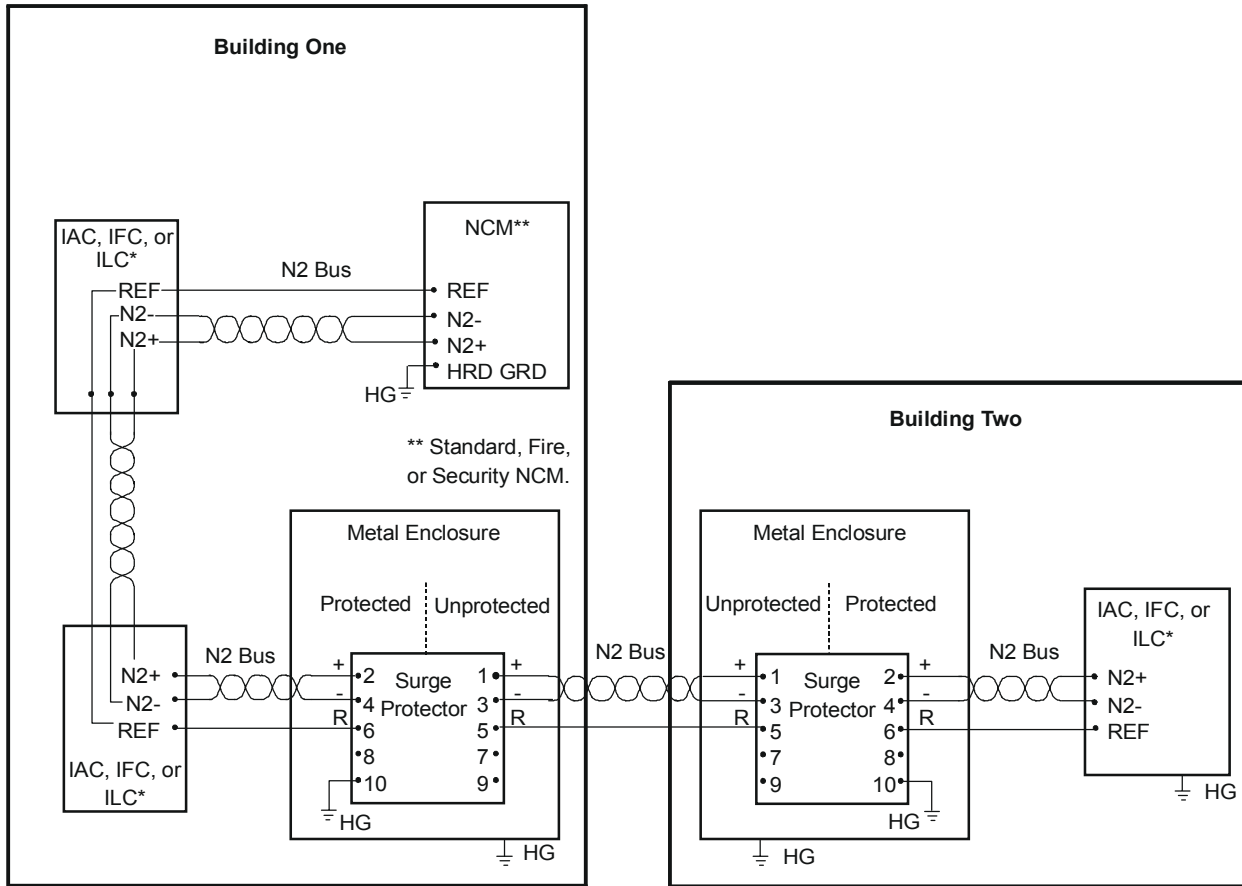 Building One
IAC, IFC, or
ILC*
REF
N2-
N2+
N2 Bus
NCM**
REF
N2-
N2+
HRD GRD
HG
** Standard, Fire,
or Security NCM.
N2+
N2-
REF
IAC, IFC, or
ILC*
N2 Bus
Metal Enclosure
Protected
Unprotected
+
-
R
2
4
6
8
10
Surge
Protector
1
3
5
7
9
+
-
R
HG
HG
N2 Bus
Building Two
Metal Enclosure
Unprotected
Protected
+
-
R
1
3
5
7
9
Surge
Protector
2
4
6
8
10
+
-
R
HG
HG
N2 Bus
IAC, IFC, or
ILC*
N2+
N2-
REF
HG